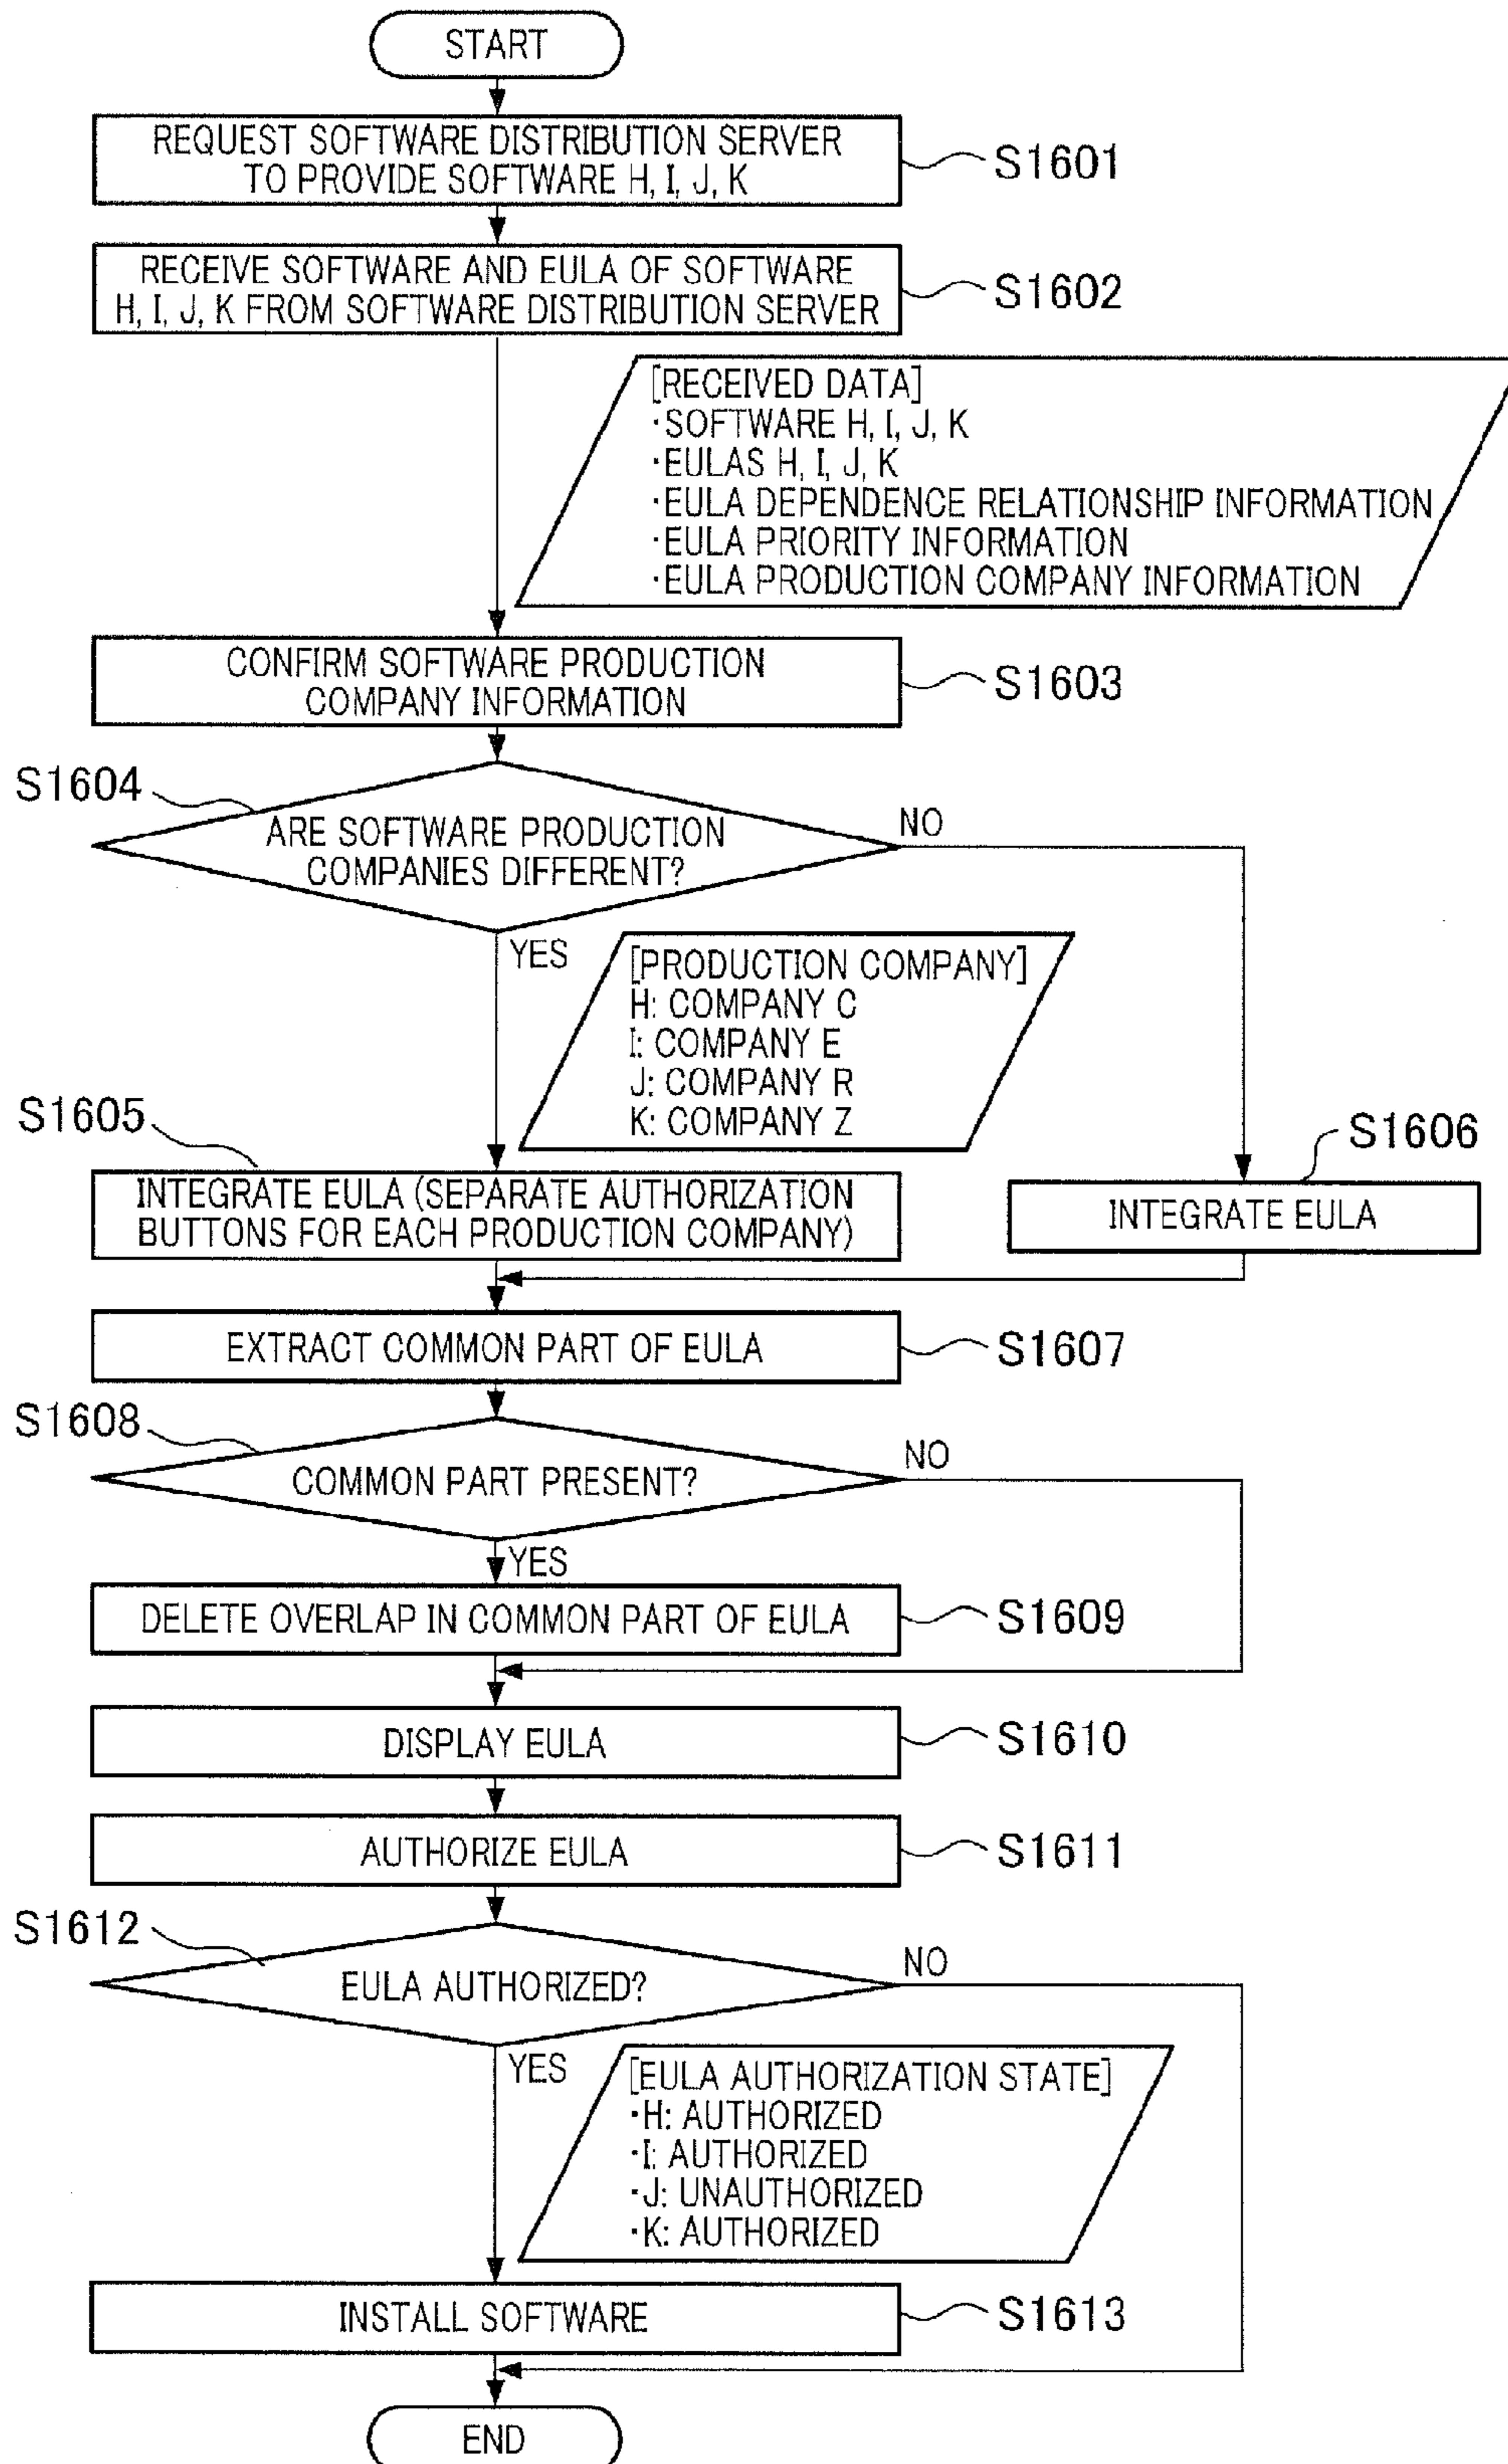 START
REQUEST SOFTWARE DISTRIBUTION SERVER
TO PROVIDE SOFTWARE H, I, J, K
S1601
RECEIVE SOFTWARE AND EULA OF SOFTWARE
H, I, J, K FROM SOFTWARE DISTRIBUTION SERVER
S1602
[RECEIVED DATA]
·SOFTWARE H, I, J, K
·EULAS H, I, J, K
·EULA DEPENDENCE RELATIONSHIP INFORMATION
·EULA PRIORITY INFORMATION
·EULA PRODUCTION COMPANY INFORMATION
CONFIRM SOFTWARE PRODUCTION
COMPANY INFORMATION
S1603
S1604
ARE SOFTWARE PRODUCTION
COMPANIES DIFFERENT?
NO
YES
[PRODUCTION COMPANY]
H: COMPANY C
I: COMPANY E
J: COMPANY R
K: COMPANY Z
S1605
INTEGRATE EULA (SEPARATE AUTHORIZATION
BUTTONS FOR EACH PRODUCTION COMPANY)
S1606
INTEGRATE EULA
EXTRACT COMMON PART OF EULA
S1607
S1608
COMMON PART PRESENT?
NO
YES
DELETE OVERLAP IN COMMON PART OF EULA
S1609
DISPLAY EULA
S1610
AUTHORIZE EULA
S1611
S1612
EULA AUTHORIZED?
NO
YES
[EULA AUTHORIZATION STATE]
·H: AUTHORIZED
·I: AUTHORIZED
·J: UNAUTHORIZED
·K: AUTHORIZED
INSTALL SOFTWARE
S1613
END